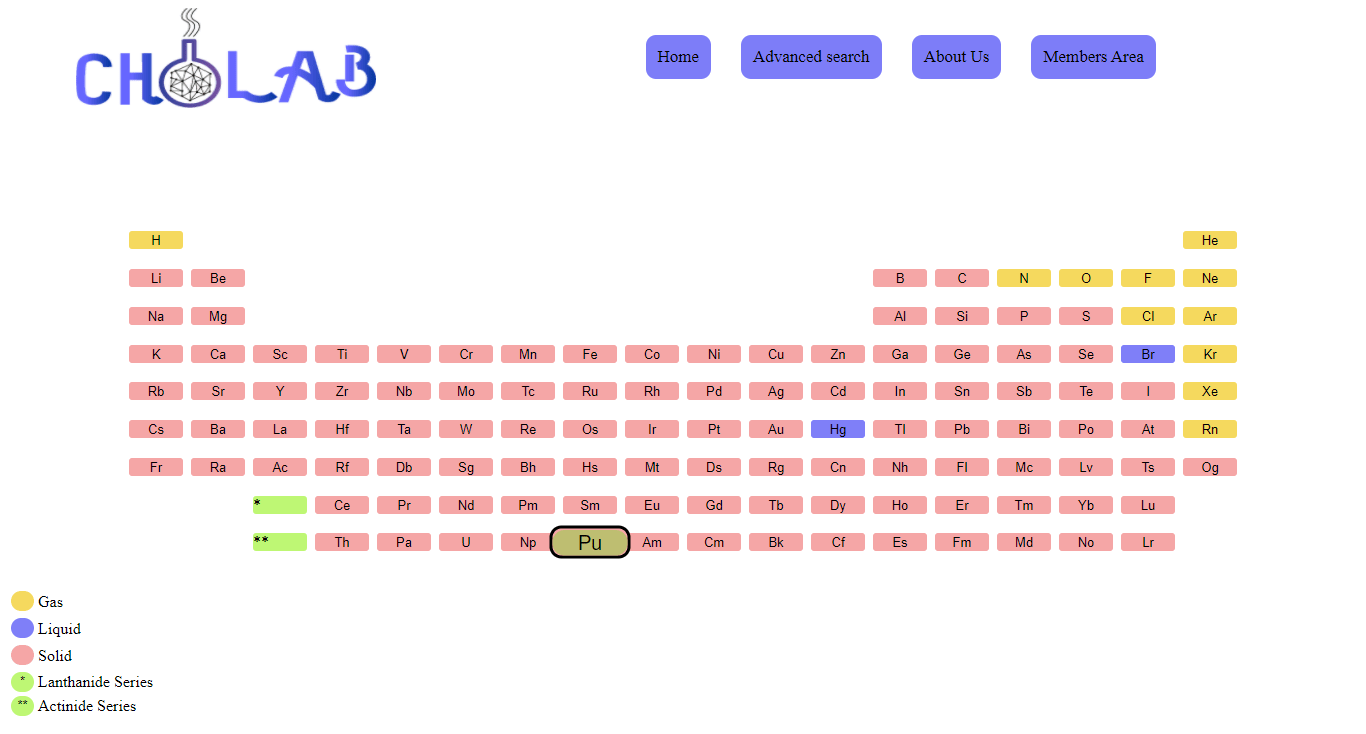 CHOLAB
Home Advanced search About Us Members Area
H He
Li Be B C N O F Ne
Na Mg Al Si P S Cl Ar
K Ca Sc Ti V Cr Mn Fe Co Ni Cu Zn Ga Ge As Se Br Kr
Rb Sr Y Zr Nb Mo Tc Ru Rh Pd Ag Cd In Sn Sb Te I Xe
Cs Ba La Hf Ta W Re Os Ir Pt Au Hg Tl Pb Bi Po At Rn
Fr Ra Ac Rf Db Sg Bh Hs Mt Ds Rg Cn Nh Fl Mc Lv Ts Og
* Ce Pr Nd Pm Sm Eu Gd Tb Dy Ho Er Tm Yb Lu
** Th Pa U Np Pu Am Cm Bk Cf Es Fm Md No Lr
Gas
Liquid
Solid
* Lanthanide Series
** Actinide Series